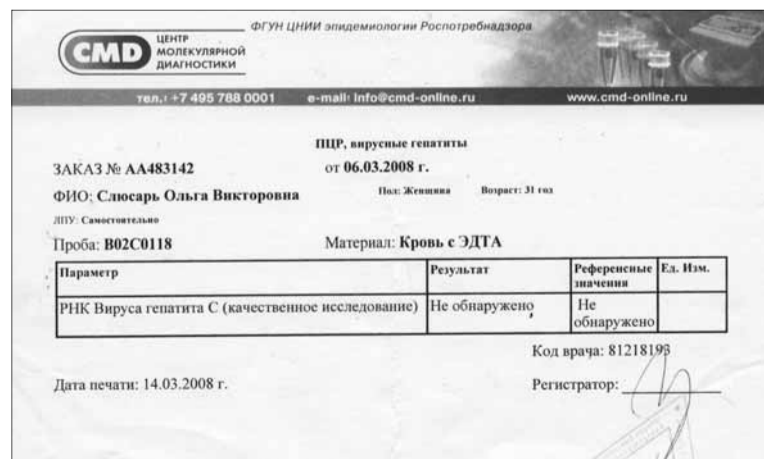 ФГУН ЦНИИ эпидемиологии Роспотребнадзора
CMD
ЦЕНТР
МОЛЕКУЛЯРНОЙ
ДИАГНОСТИКИ
тел.: +7 495 788 0001 e-mail: info@cmd-online.ru www.cmd-online.ru
ПЦР, вирусные гепатиты
ЗАКАЗ № AA483142 от 06.03.2008 г.
ФИО: Слюсарь Ольга Викторовна Пол: Женщина Возраст: 31 год
ЛПУ: Самостоятельно
Проба: B02C0118 Материал: Кровь с ЭДТА
Параметр Результат Референсные значения Ед. Изм.
РНК Вируса гепатита С (качественное исследование) Не обнаружено Не обнаружено
Код врача: 81218193
Дата печати: 14.03.2008 г. Регистратор: